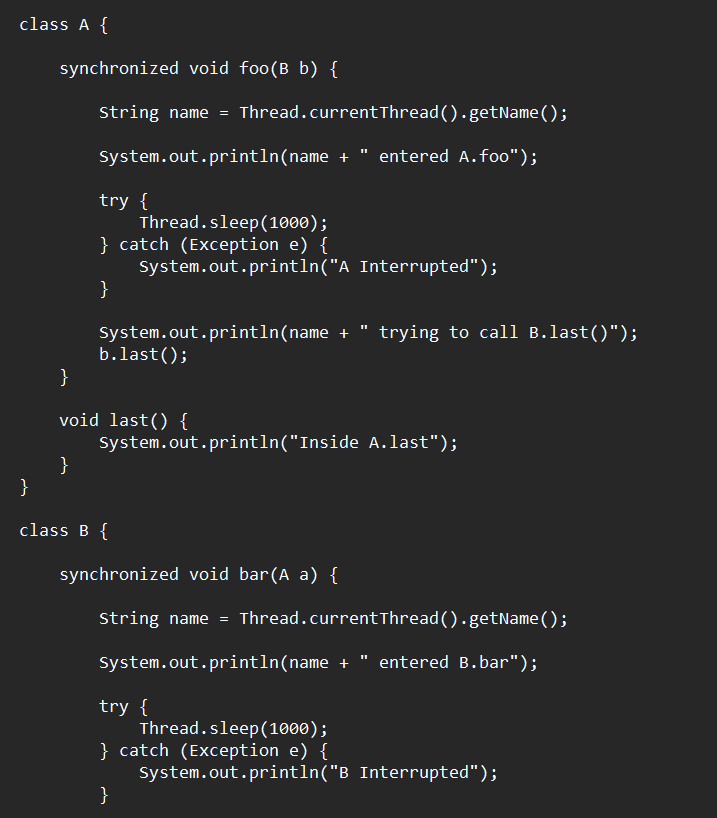 class A {
    synchronized void foo(B b) {
        String name = Thread.currentThread().getName();
        System.out.println(name + " entered A.foo");
        try {
            Thread.sleep(1000);
        } catch (Exception e) {
            System.out.println("A Interrupted");
        }
        System.out.println(name + " trying to call B.last()");
        b.last();
    }
    void last() {
        System.out.println("Inside A.last");
    }
}
class B {
    synchronized void bar(A a) {
        String name = Thread.currentThread().getName();
        System.out.println(name + " entered B.bar");
        try {
            Thread.sleep(1000);
        } catch (Exception e) {
            System.out.println("B Interrupted");
        }